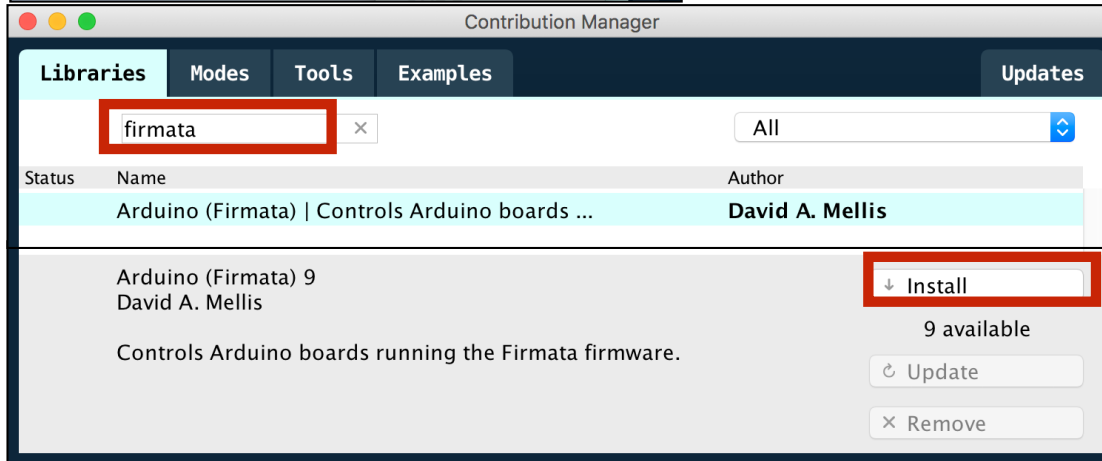 Contribution Manager
Libraries Modes Tools Examples Updates
firmata × All
Status Name Author
Arduino (Firmata) | Controls Arduino boards ... David A. Mellis
Arduino (Firmata) 9
David A. Mellis
Controls Arduino boards running the Firmata firmware.
↓ Install
9 available
↻ Update
× Remove